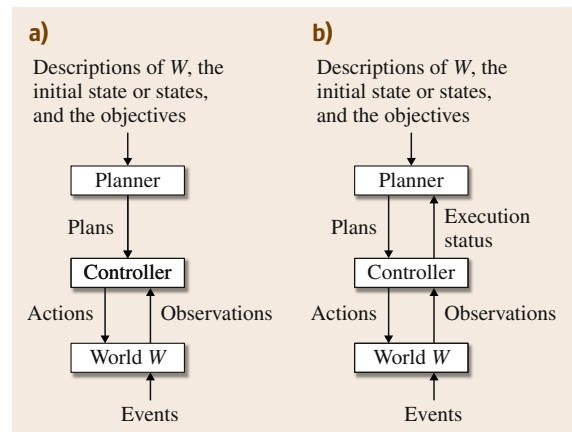 a)
Descriptions of W, the
initial state or states,
and the objectives
Planner
Plans
Controller
Actions
Observations
World W
Events
b)
Descriptions of W, the
initial state or states,
and the objectives
Planner
Plans
Execution
status
Controller
Actions
Observations
World W
Events